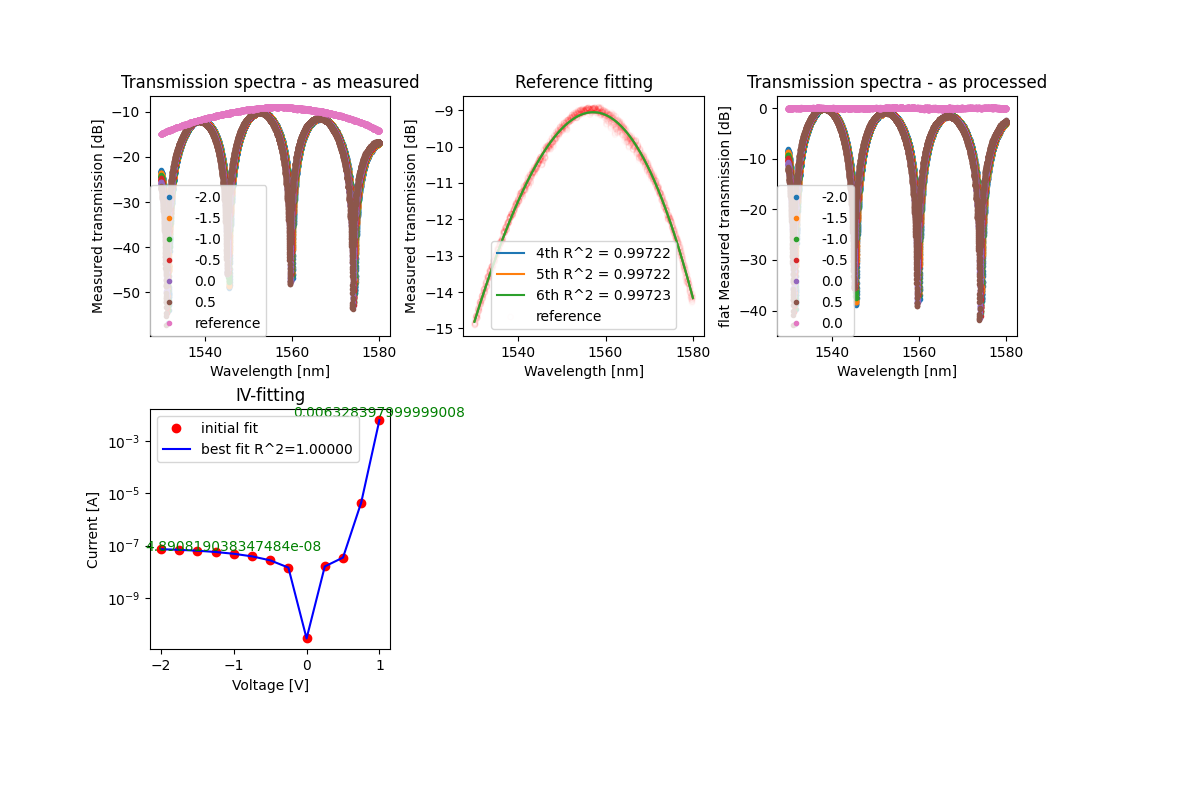 Transmission spectra - as measured
Measured transmission [dB]
−10
−20
−30
−40
−50
-2.0
-1.5
-1.0
-0.5
0.0
0.5
reference
1540
1560
1580
Wavelength [nm]
Reference fitting
Measured transmission [dB]
−9
−10
−11
−12
−13
−14
−15
4th R^2 = 0.99722
5th R^2 = 0.99722
6th R^2 = 0.99723
reference
1540
1560
1580
Wavelength [nm]
Transmission spectra - as processed
flat Measured transmission [dB]
0
−10
−20
−30
−40
-2.0
-1.5
-1.0
-0.5
0.0
0.5
0.0
1540
1560
1580
Wavelength [nm]
IV-fitting
0.006328397999999008
Current [A]
10⁻³
10⁻⁵
10⁻⁷
10⁻⁹
initial fit
best fit R^2=1.00000
4.890819038347484e-08
−2
−1
0
1
Voltage [V]